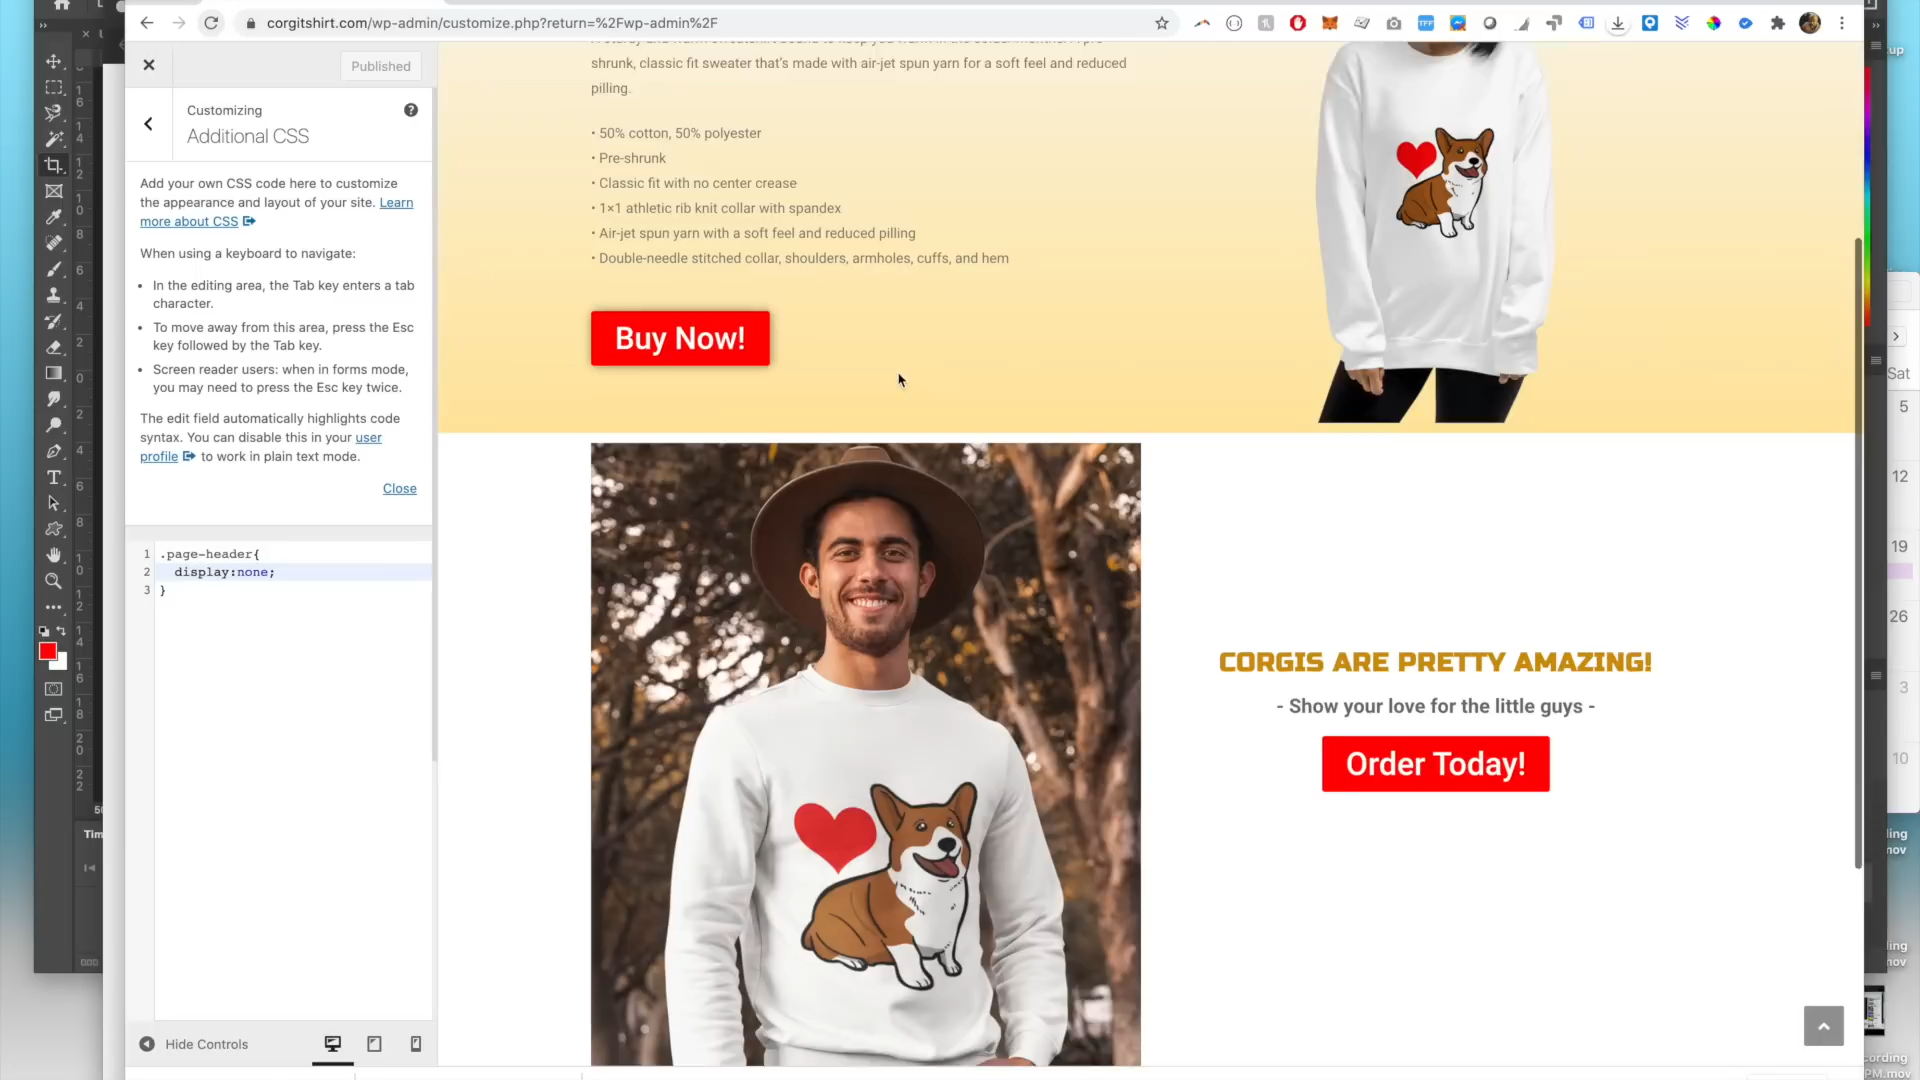 corgitshirt.com/wp-admin/customize.php?return=%2Fwp-admin%2F
TFF
Published
Customizing
Additional CSS
Add your own CSS code here to customize
the appearance and layout of your site. Learn
more about CSS
When using a keyboard to navigate:
• In the editing area, the Tab key enters a tab
character.
• To move away from this area, press the Esc
key followed by the Tab key.
• Screen reader users: when in forms mode,
you may need to press the Esc key twice.
The edit field automatically highlights code
syntax. You can disable this in your user
profile to work in plain text mode.
Close
1 .page-header{
2 display:none;
3 }
Hide Controls
shrunk, classic fit sweater that's made with air-jet spun yarn for a soft feel and reduced
pilling.
• 50% cotton, 50% polyester
• Pre-shrunk
• Classic fit with no center crease
• 1×1 athletic rib knit collar with spandex
• Air-jet spun yarn with a soft feel and reduced pilling
• Double-needle stitched collar, shoulders, armholes, cuffs, and hem
Buy Now!
CORGIS ARE PRETTY AMAZING!
- Show your love for the little guys -
Order Today!
Sat
5
12
19
26
3
10